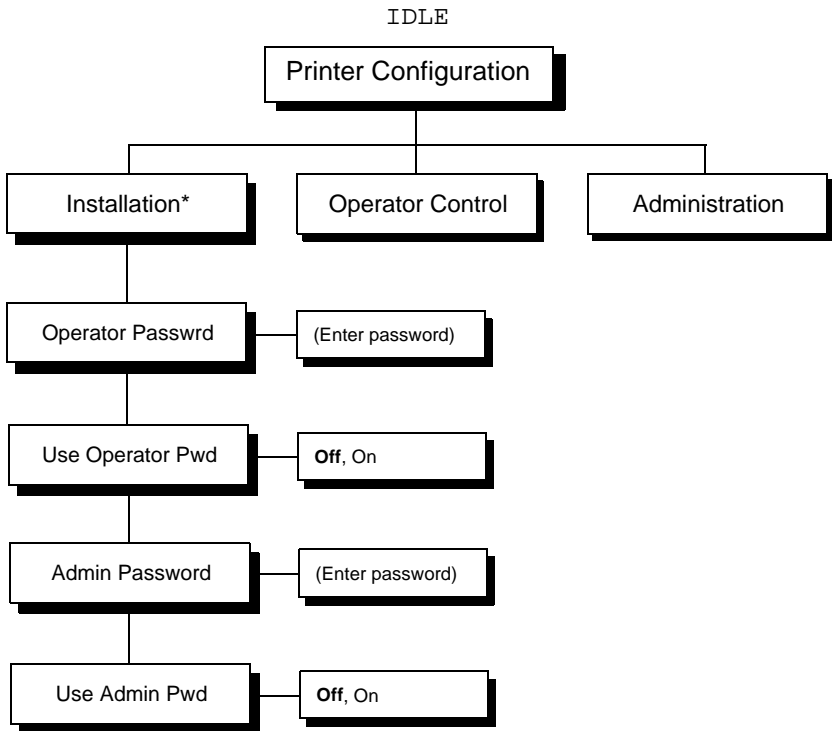 IDLE
Printer Configuration
Installation*
Operator Control
Administration
Operator Passwrd
(Enter password)
Use Operator Pwd
Off, On
Admin Password
(Enter password)
Use Admin Pwd
Off, On